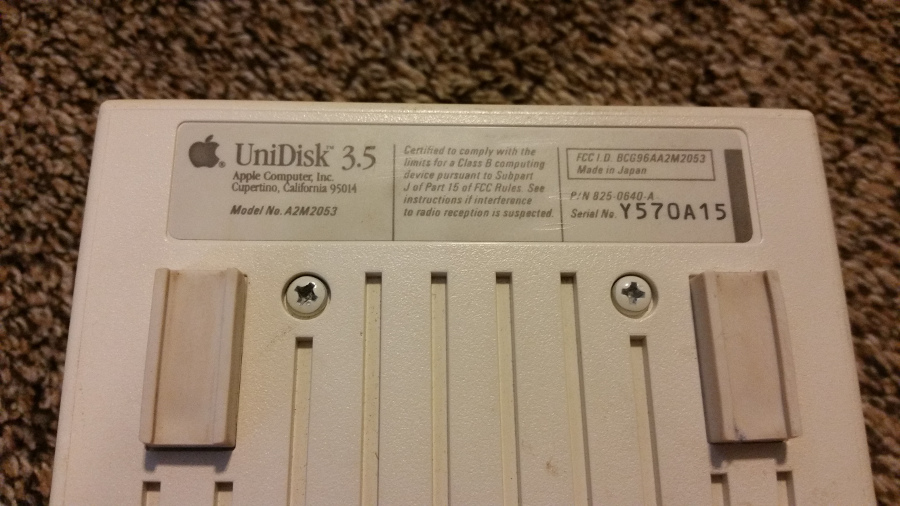 UniDisk™ 3.5
Apple Computer, Inc.
Cupertino, California 95014
Model No. A2M2053
Certified to comply with the
limits for a Class B computing
device pursuant to Subpart
J of Part 15 of FCC Rules. See
instructions if interference
to radio reception is suspected.
FCC I.D. BCG96AA2M2053
Made in Japan
P/N 825-0640-A
Serial No. Y570A15